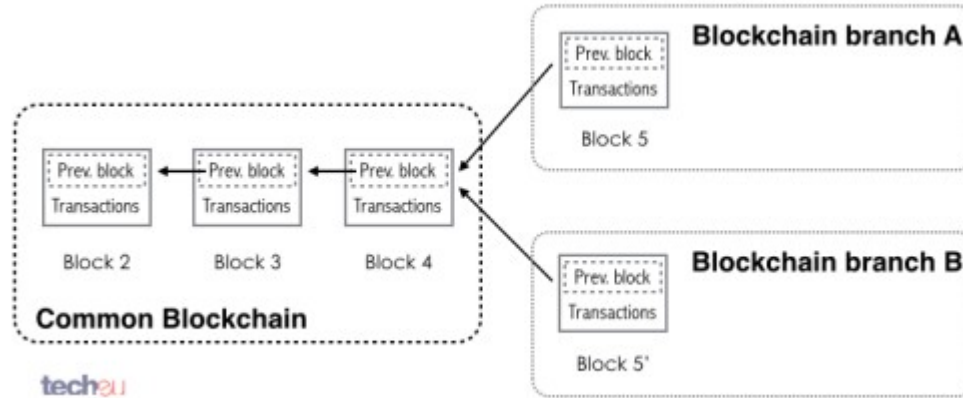 Blockchain branch A
Prev. block
Transactions
Block 5
Prev. block
Transactions
Block 2
Prev. block
Transactions
Block 3
Prev. block
Transactions
Block 4
Common Blockchain
Blockchain branch B
Prev. block
Transactions
Block 5'
techeu